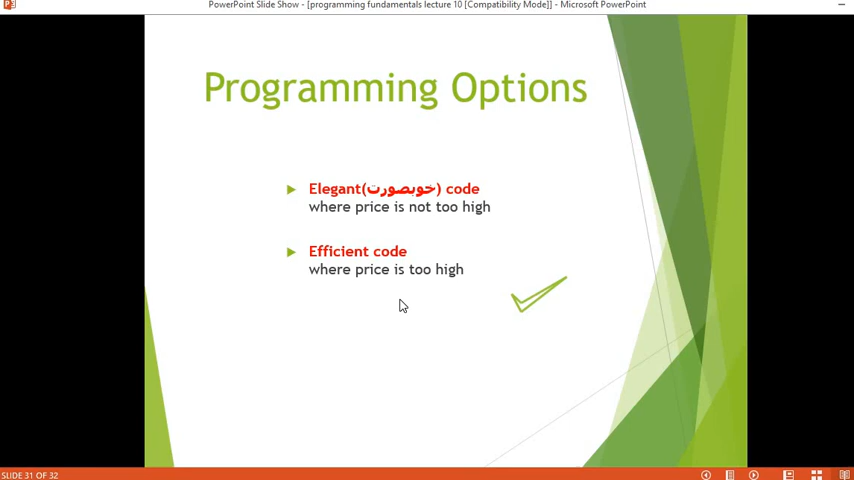 PowerPoint Slide Show - [programming fundamentals lecture 10 [Compatibility Mode]] - Microsoft PowerPoint
Programming Options
Elegant(خوبصورت) code
where price is not too high
Efficient code
where price is too high
SLIDE 31 OF 32